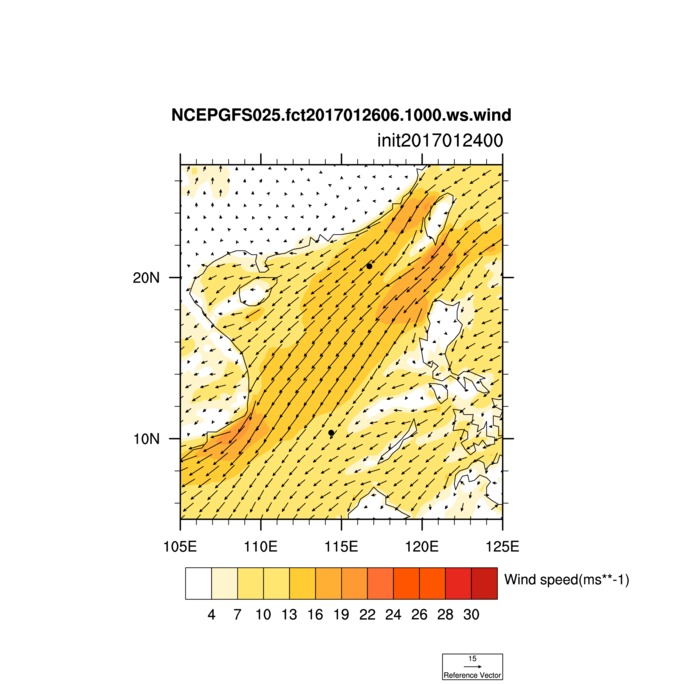 NCEPGFS025.fct2017012606.1000.ws.wind
init2017012400
20N
10N
105E 110E 115E 120E 125E
Wind speed(ms**-1)
4 7 10 13 16 19 22 24 26 28 30
15
Reference Vector